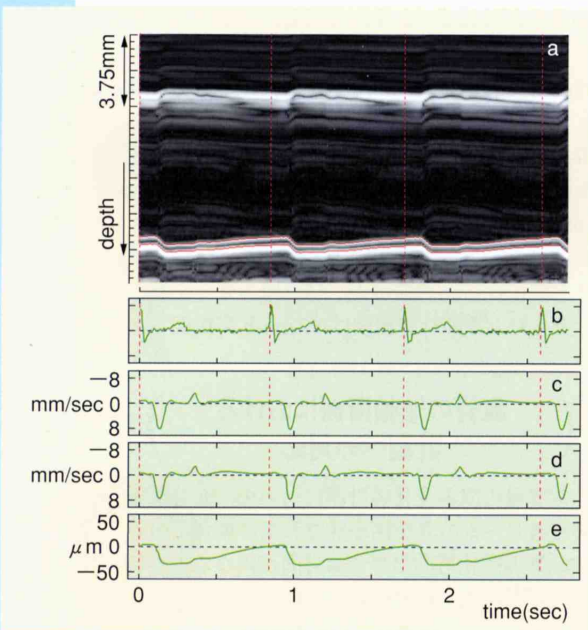 a
3.75mm
depth
b
−8
mm/sec 0
8
c
−8
mm/sec 0
8
d
50
μm 0
−50
e
0 1 2
time(sec)